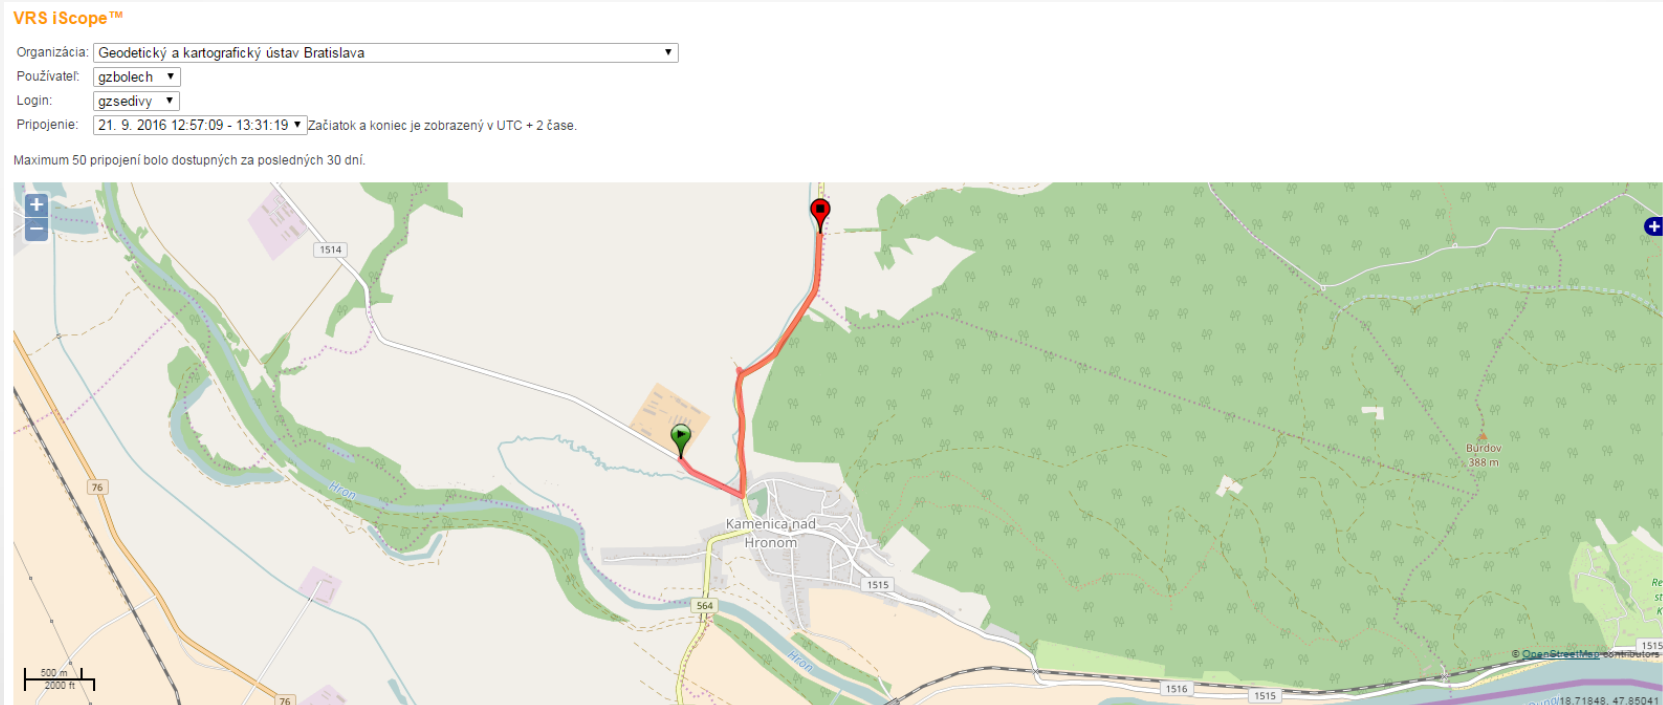 VRS iScope™
Organizácia: Geodetický a kartografický ústav Bratislava
Používateľ: gzbolech
Login: gzsedivy
Pripojenie: 21. 9. 2016 12:57:09 - 13:31:19 Začiatok a koniec je zobrazený v UTC + 2 čase.
Maximum 50 pripojení bolo dostupných za posledných 30 dní.
+
−
+
1514
Burdov
388 m
76
Hron
Kamenica nad
Hronom
1515
564
Hron
1515
© OpenStreetMap contributors
500 m
2000 ft
76
1516
1515
18.71848, 47.85041